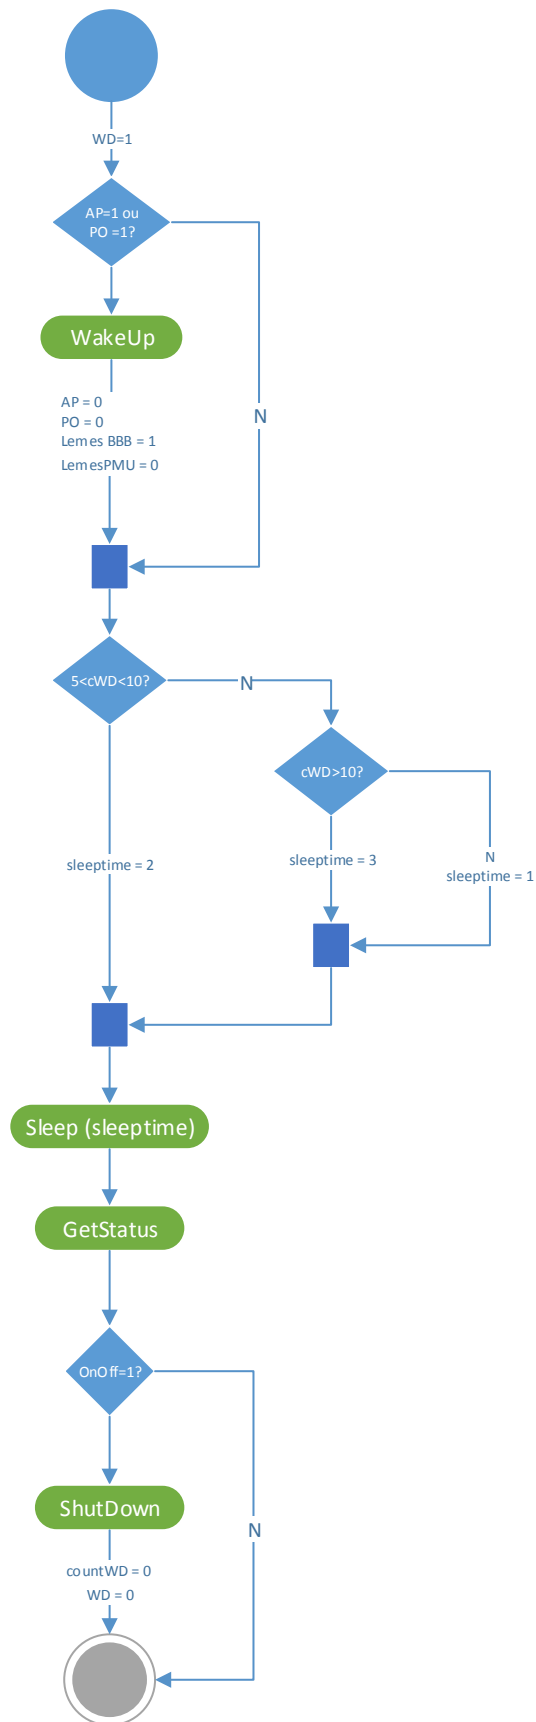 WD=1
AP=1 ou
PO =1?
WakeUp
AP = 0
PO = 0
Lemes BBB = 1
LemesPMU = 0
N
5<cWD<10?
N
cWD>10?
sleeptime = 2
sleeptime = 3
N
sleeptime = 1
Sleep (sleeptime)
GetStatus
OnOff=1?
ShutDown
N
countWD = 0
WD = 0